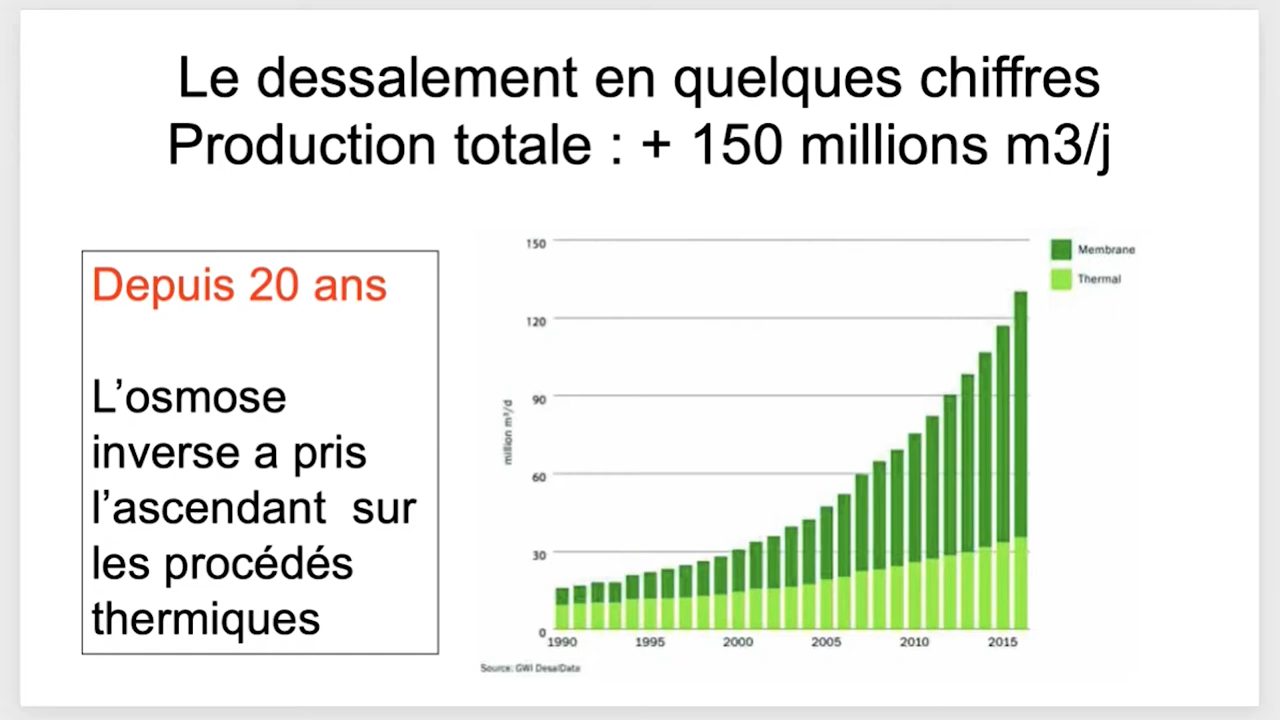 Le dessalement en quelques chiffres
Production totale : + 150 millions m3/j
Depuis 20 ans
L’osmose
inverse a pris
l’ascendant sur
les procédés
thermiques
150
120
90
60
30
0
million m³/d
1990
1995
2000
2005
2010
2015
Membrane
Thermal
Source: GWI DesalData